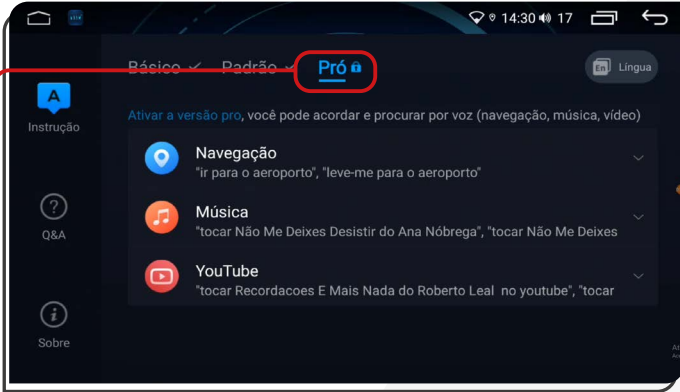 14:30 17
Básico Padrão Pró
En Língua
A
Instrução
Ativar a versão pro, você pode acordar e procurar por voz (navegação, música, vídeo)
Navegação
"ir para o aeroporto", "leve-me para o aeroporto"
Q&A
Música
"tocar Não Me Deixes Desistir do Ana Nóbrega", "tocar Não Me Deixes
YouTube
"tocar Recordacoes E Mais Nada do Roberto Leal no youtube", "tocar
Sobre